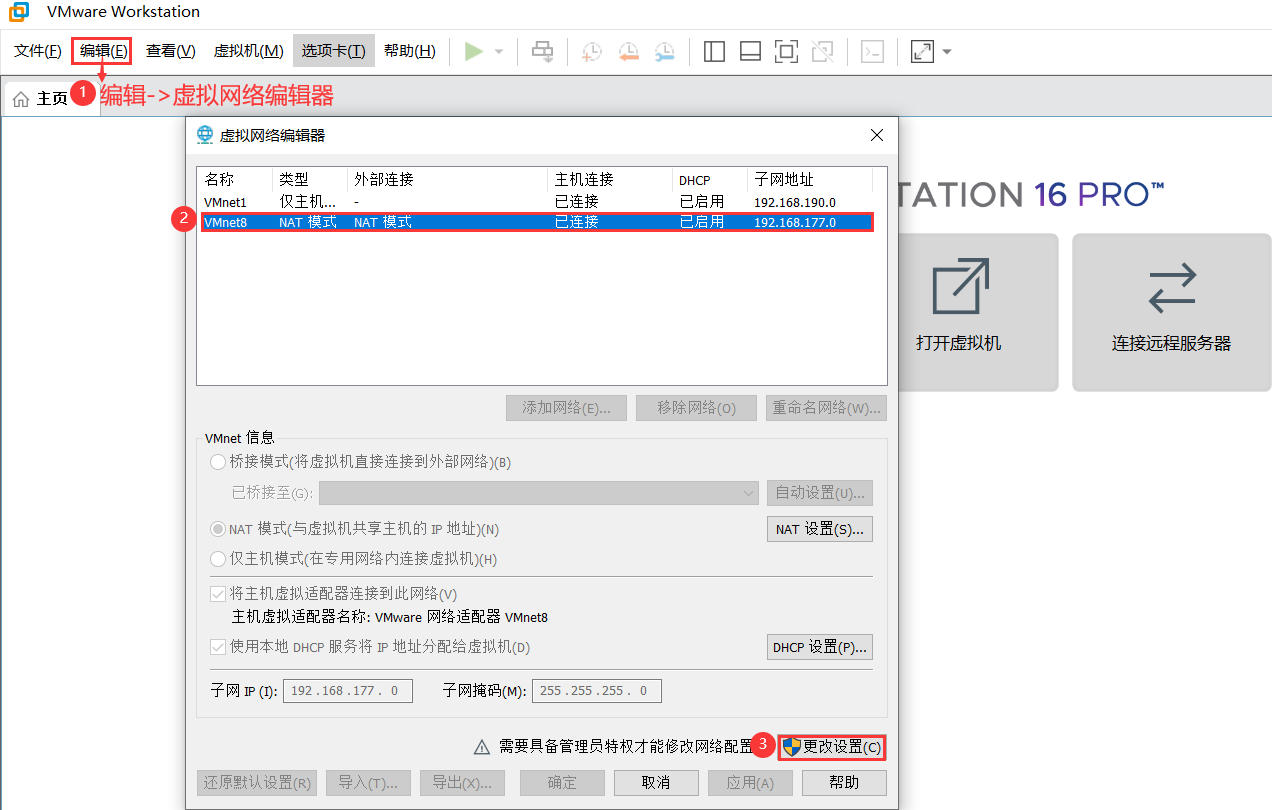 VMware Workstation
文件(F) 编辑(E) 查看(V) 虚拟机(M) 选项卡(T) 帮助(H)
主页 1 编辑->虚拟网络编辑器
虚拟网络编辑器
名称 类型 外部连接 主机连接 DHCP 子网地址
VMnet1 仅主机... - 已连接 已启用 192.168.190.0
2 VMnet8 NAT 模式 NAT 模式 已连接 已启用 192.168.177.0
TATION 16 PRO™
打开虚拟机
连接远程服务器
添加网络(E)... 移除网络(O) 重命名网络(W)...
VMnet 信息
桥接模式(将虚拟机直接连接到外部网络)(B)
已桥接至(G): 自动设置(U)...
NAT 模式(与虚拟机共享主机的 IP 地址)(N) NAT 设置(S)...
仅主机模式(在专用网络内连接虚拟机)(H)
将主机虚拟适配器连接到此网络(V)
主机虚拟适配器名称: VMware 网络适配器 VMnet8
使用本地 DHCP 服务将 IP 地址分配给虚拟机(D) DHCP 设置(P)...
子网 IP (I): 192.168.177. 0 子网掩码(M): 255.255.255. 0
需要具备管理员特权才能修改网络配置 3 更改设置(C)
还原默认设置(R) 导入(T)... 导出(X)... 确定 取消 应用(A) 帮助